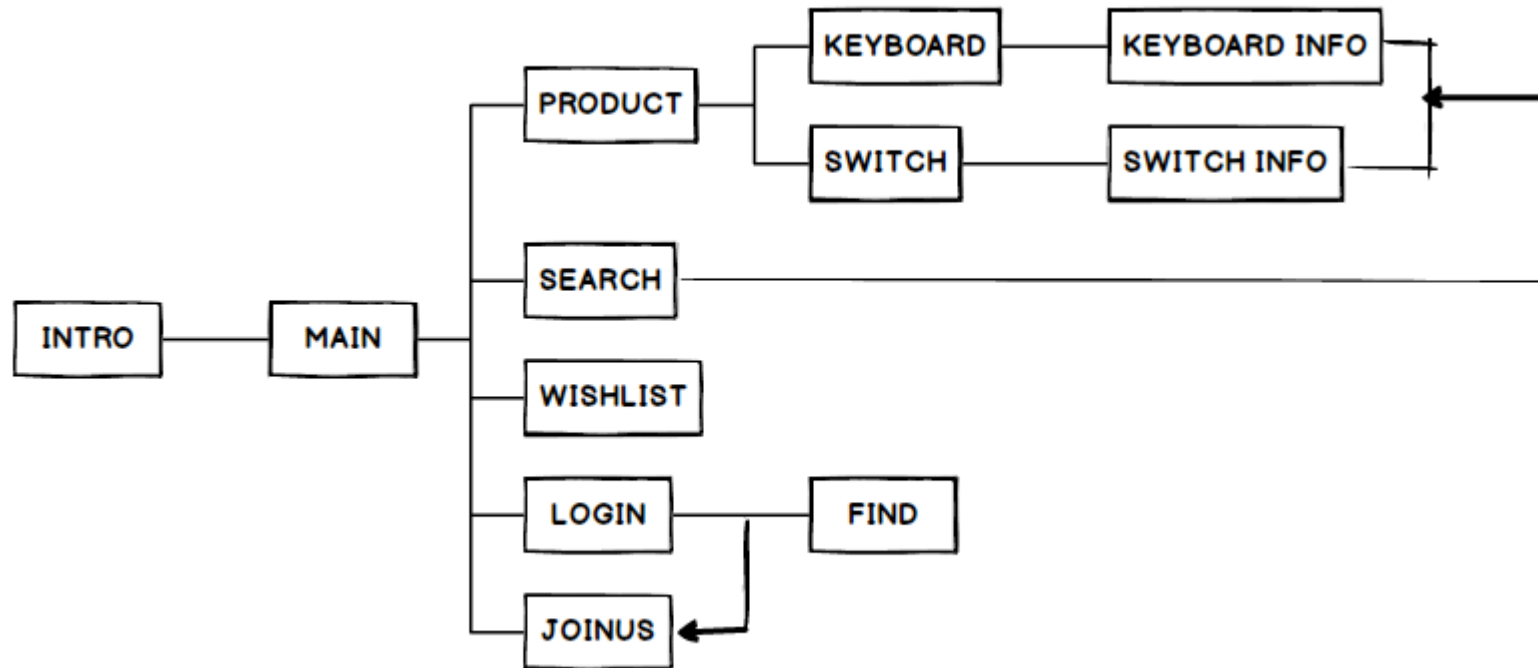 KEYBOARD
KEYBOARD INFO
PRODUCT
SWITCH
SWITCH INFO
SEARCH
INTRO
MAIN
WISHLIST
LOGIN
FIND
JOINUS